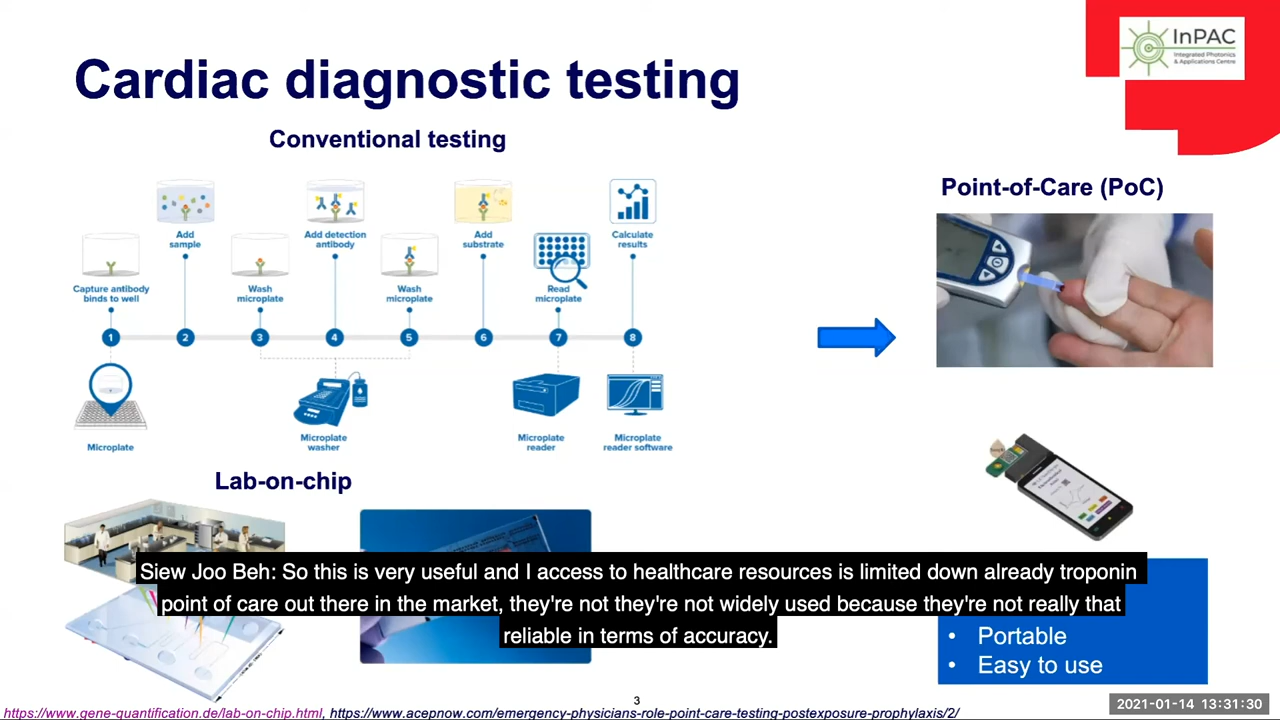 InPAC
Integrated Photonics
& Applications Centre
Cardiac diagnostic testing
Conventional testing
Point-of-Care (PoC)
Add
sample
Add detection
antibody
Add
substrate
Calculate
results
Capture antibody
binds to well
Wash
microplate
Wash
microplate
Read
microplate
1 2 3 4 5 6 7 8
Microplate
Microplate
washer
Microplate
reader
Microplate
reader software
Lab-on-chip
Siew Joo Beh: So this is very useful and I access to healthcare resources is limited down already troponin
point of care out there in the market, they're not they're not widely used because they're not really that
reliable in terms of accuracy.
• Portable
• Easy to use
3
https://www.gene-quantification.de/lab-on-chip.html, https://www.acepnow.com/emergency-physicians-role-point-care-testing-postexposure-prophylaxis/2/
2021-01-14 13:31:30